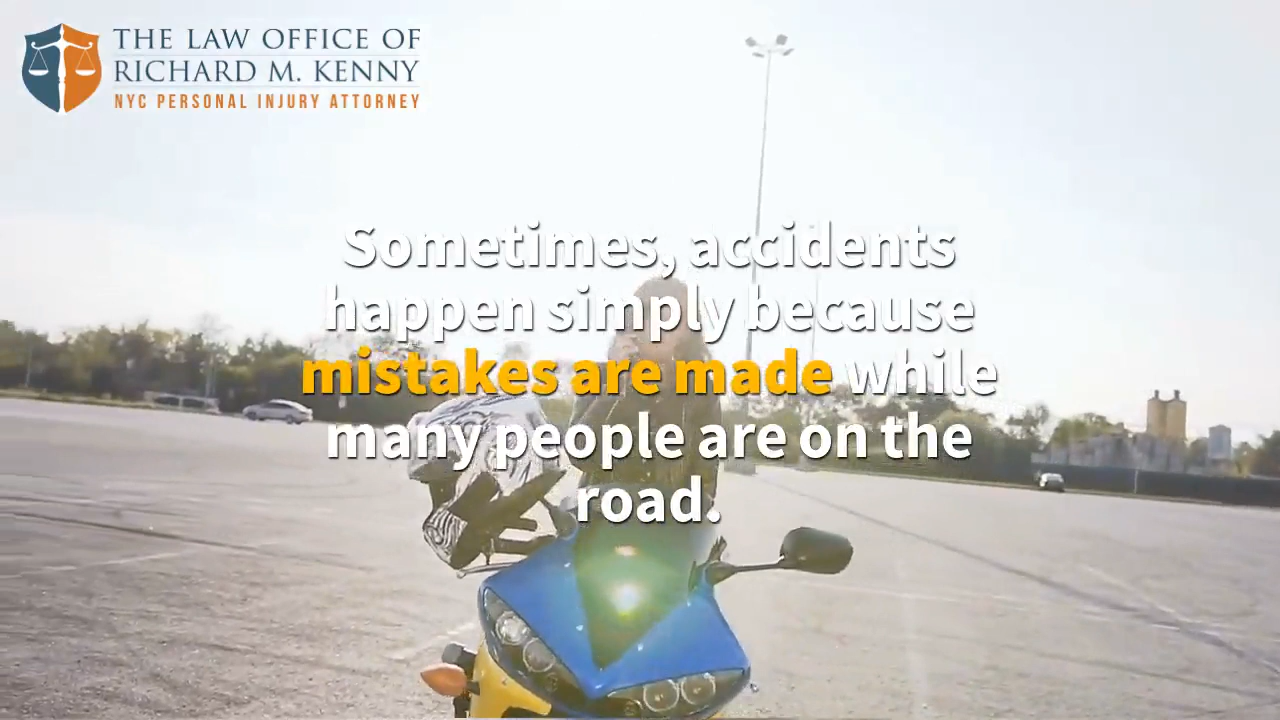 THE LAW OFFICE OF
RICHARD M. KENNY
NYC PERSONAL INJURY ATTORNEY
Sometimes, accidents
happen simply because
mistakes are made while
many people are on the
road.